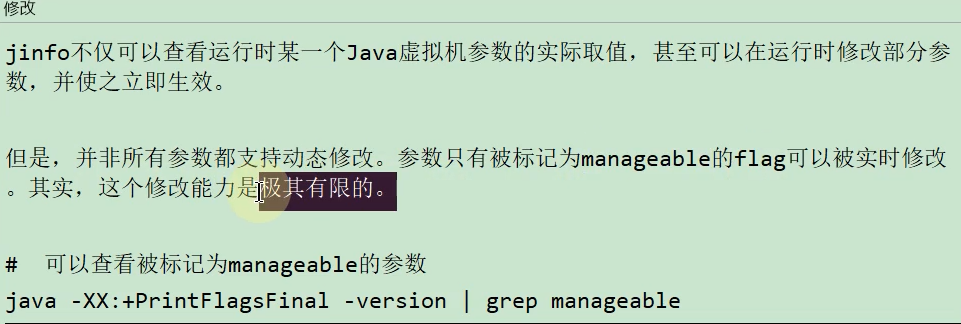 修改
jinfo不仅可以查看运行时某一个Java虚拟机参数的实际取值，甚至可以在运行时修改部分参
数，并使之立即生效。
但是，并非所有参数都支持动态修改。参数只有被标记为manageable的flag可以被实时修改
。其实，这个修改能力是极其有限的。
#  可以查看被标记为manageable的参数
java -XX:+PrintFlagsFinal -version | grep manageable